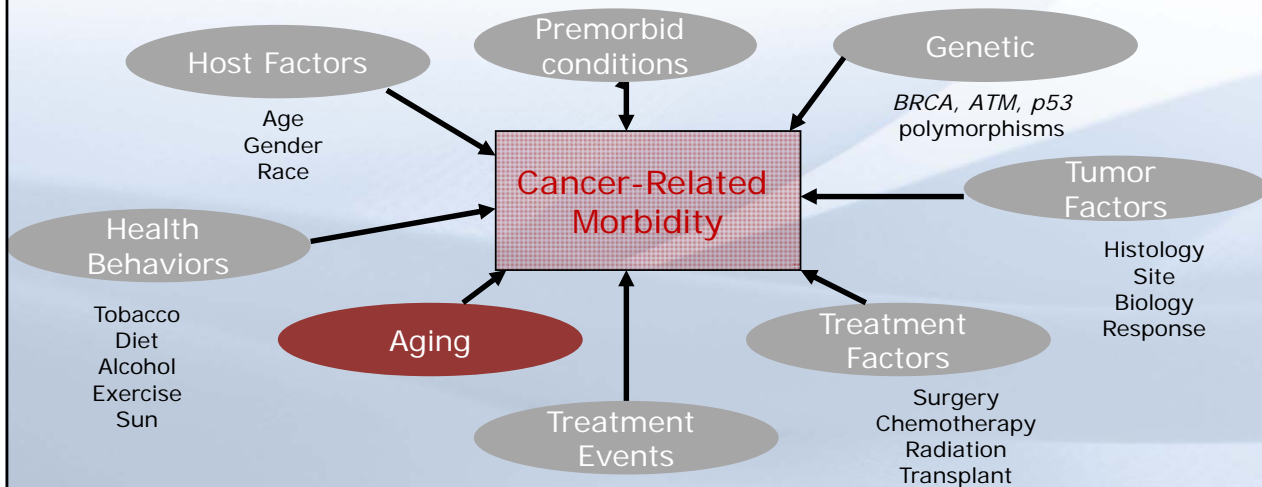 Premorbid
conditions
Host Factors
Age
Gender
Race
Genetic
BRCA, ATM, p53
polymorphisms
Cancer-Related
Morbidity
Tumor
Factors
Histology
Site
Biology
Response
Health
Behaviors
Tobacco
Diet
Alcohol
Exercise
Sun
Aging
Treatment
Events
Treatment
Factors
Surgery
Chemotherapy
Radiation
Transplant